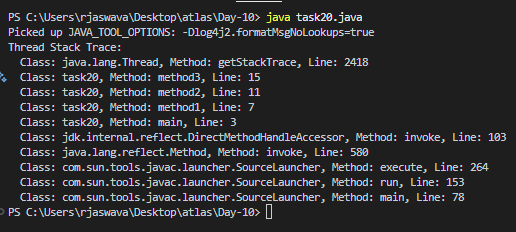 PS C:\Users\rjaswava\Desktop\atlas\Day-10> java task20.java
Picked up JAVA_TOOL_OPTIONS: -Dlog4j2.formatMsgNoLookups=true
Thread Stack Trace:
  Class: java.lang.Thread, Method: getStackTrace, Line: 2418
  Class: task20, Method: method3, Line: 15
  Class: task20, Method: method2, Line: 11
  Class: task20, Method: method1, Line: 7
  Class: task20, Method: main, Line: 3
  Class: jdk.internal.reflect.DirectMethodHandleAccessor, Method: invoke, Line: 103
  Class: java.lang.reflect.Method, Method: invoke, Line: 580
  Class: com.sun.tools.javac.launcher.SourceLauncher, Method: execute, Line: 264
  Class: com.sun.tools.javac.launcher.SourceLauncher, Method: run, Line: 153
  Class: com.sun.tools.javac.launcher.SourceLauncher, Method: main, Line: 78
PS C:\Users\rjaswava\Desktop\atlas\Day-10>